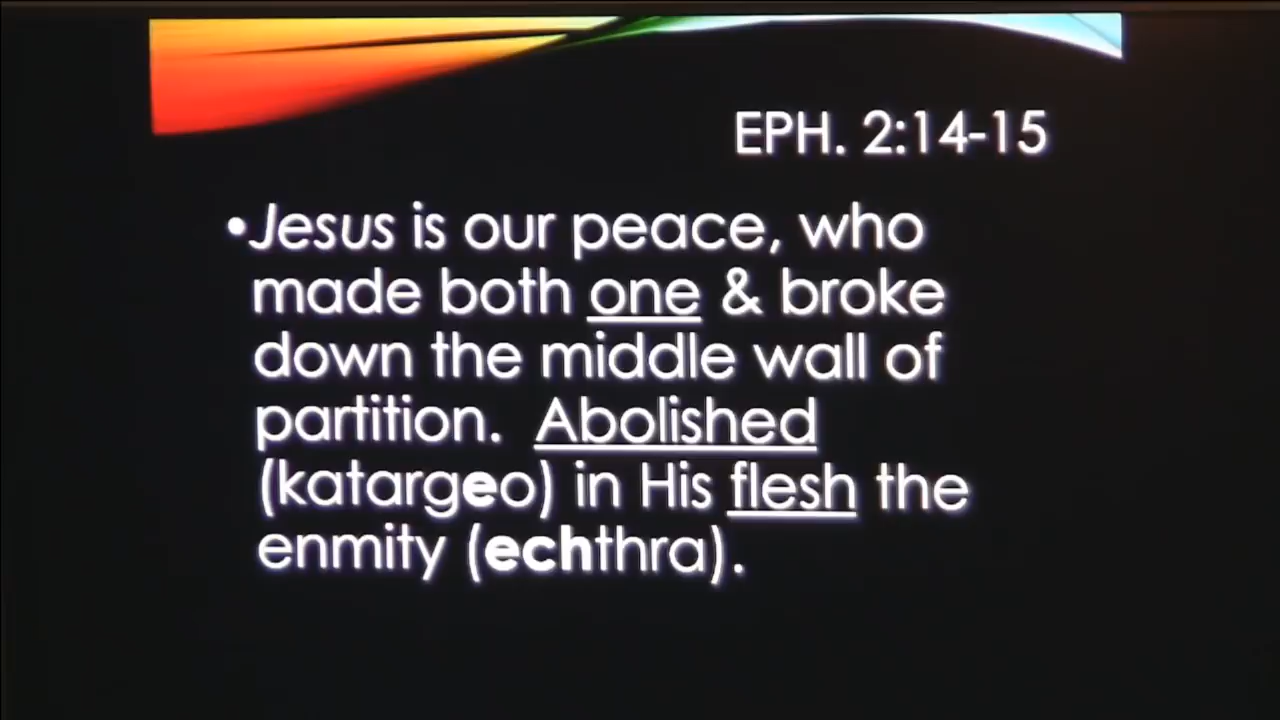 EPH. 2:14-15
•Jesus is our peace, who
made both one & broke
down the middle wall of
partition. Abolished
(katargeo) in His flesh the
enmity (echthra).